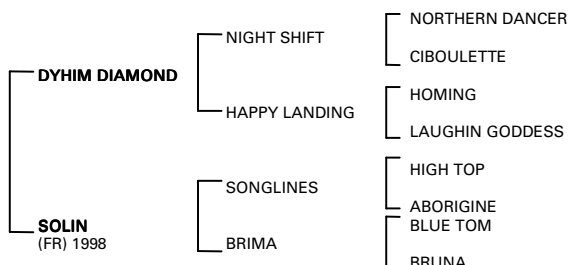 NORTHERN DANCER
NIGHT SHIFT
CIBOULETTE
DYHIM DIAMOND
HOMING
HAPPY LANDING
LAUGHIN GODDESS
HIGH TOP
SONGLINES
ABORIGINE
SOLIN
(FR) 1998
BLUE TOM
BRIMA
BRUNA